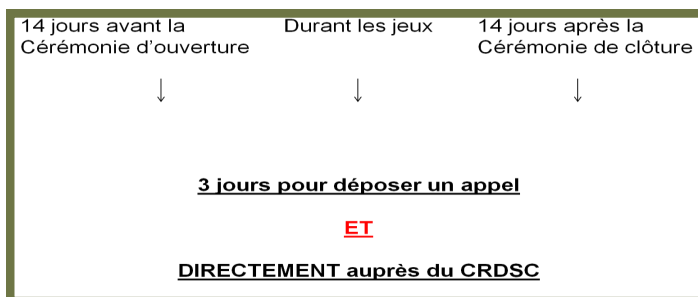 14 jours avant la
Cérémonie d'ouverture
Durant les jeux
14 jours après la
Cérémonie de clôture
↓ ↓ ↓
3 jours pour déposer un appel
ET
DIRECTEMENT auprès du CRDSC